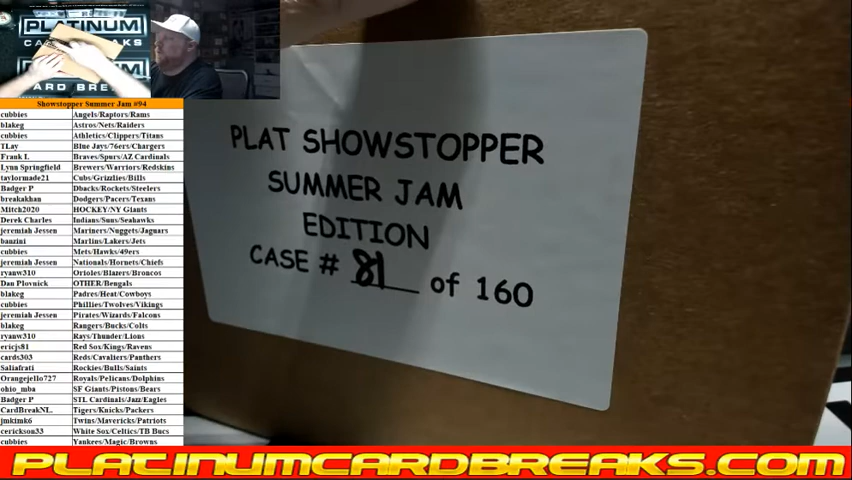 PLATINUM
CARD BREAKS
Showstopper Summer Jam #94
cubbies Angels/Raptors/Rams
blakeg Astros/Nets/Raiders
cubbies Athletics/Clippers/Titans
TLay Blue Jays/76ers/Chargers
Frank L Braves/Spurs/AZ Cardinals
Lynn Springfield Brewers/Warriors/Redskins
taylormade21 Cubs/Grizzlies/Bills
Badger P Dbacks/Rockets/Steelers
breakakhan Dodgers/Pacers/Texans
Mitch2020 HOCKEY/NY Giants
Derek Charles Indians/Suns/Seahawks
jeremiah Jessen Mariners/Nuggets/Jaguars
banzini Marlins/Lakers/Jets
cubbies Mets/Hawks/49ers
jeremiah Jessen Nationals/Hornets/Chiefs
ryanw310 Orioles/Blazers/Broncos
Dan Plovnick OTHER/Bengals
blakeg Padres/Heat/Cowboys
cubbies Phillies/Twolves/Vikings
jeremiah Jessen Pirates/Wizards/Falcons
blakeg Rangers/Bucks/Colts
ryanw310 Rays/Thunder/Lions
ericjs81 Red Sox/Kings/Ravens
cards303 Reds/Cavaliers/Panthers
Saliafrati Rockies/Bulls/Saints
Orangejello727 Royals/Pelicans/Dolphins
ohio_mba SF Giants/Pistons/Bears
Badger P STL Cardinals/Jazz/Eagles
CardBreakNL Tigers/Knicks/Packers
jmkimk6 Twins/Mavericks/Patriots
cerickson33 White Sox/Celtics/TB Bucs
cubbies Yankees/Magic/Browns
PLAT SHOWSTOPPER
SUMMER JAM
EDITION
CASE # 81 of 160
PLATINUMCARDBREAKS.COM